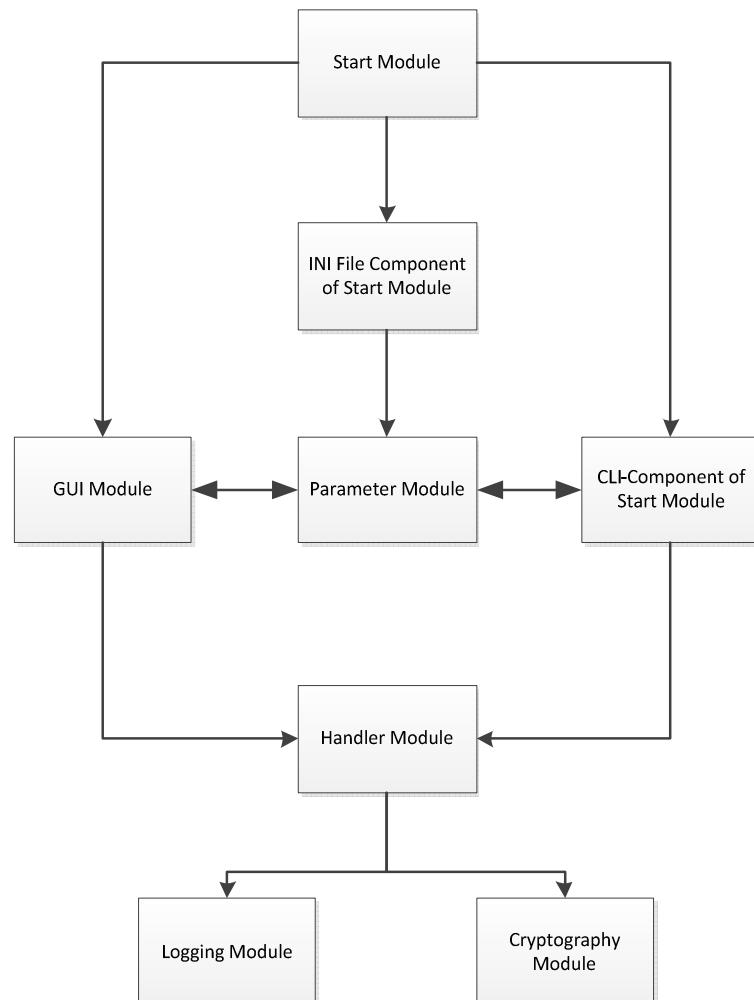 Start Module
INI File Component
of Start Module
GUI Module
Parameter Module
CLI-Component of
Start Module
Handler Module
Logging Module
Cryptography
Module